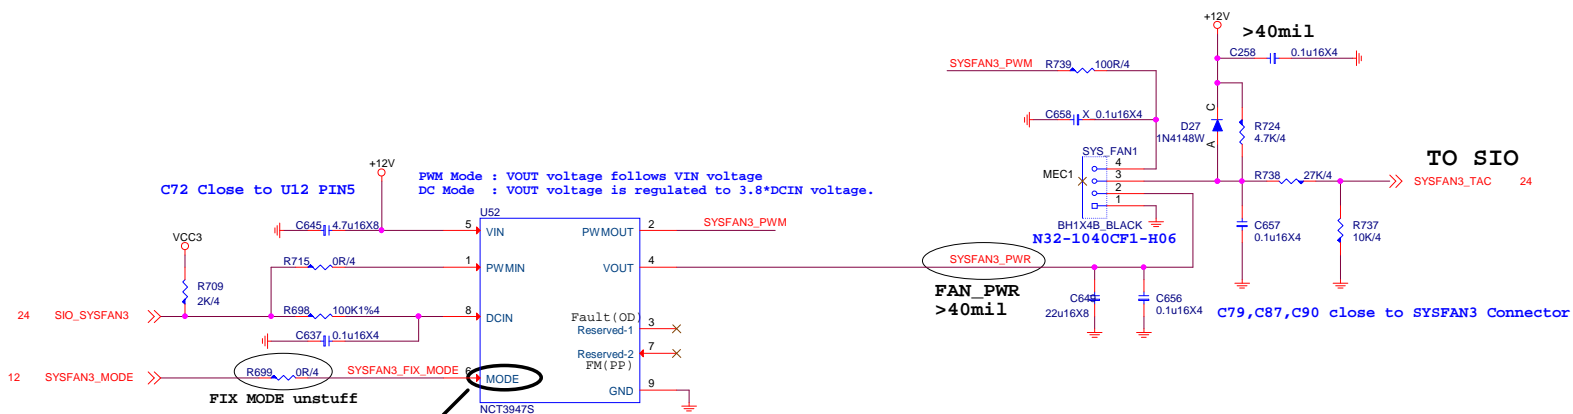 +12V
>40mil
C258
0.1u16X4
SYSFAN3_PWM
R739
100R/4
C658
X_0.1u16X4
C
D27
1N4148W
A
R724
4.7K/4
SYS_FAN1
4
3
2
1
MEC1
BH1X4B_BLACK
N32-1040CF1-H06
TO SIO
R738
27K/4
SYSFAN3_TAC
24
C657
0.1u16X4
R737
10K/4
+12V
C72 Close to U12 PIN5
PWM Mode : VOUT voltage follows VIN voltage
DC Mode : VOUT voltage is regulated to 3.8*DCIN voltage.
U52
C645
4.7u16X8
5
VIN
PWMOUT
2
SYSFAN3_PWM
VCC3
R715
0R/4
1
PWMIN
VOUT
4
SYSFAN3_PWR
R709
2K/4
FAN_PWR
>40mil
C649
22u16X8
C656
0.1u16X4
C79,C87,C90 close to SYSFAN3 Connector
24
SIO_SYSFAN3
R698
100K1%4
8
DCIN
Fault(OD)
Reserved-1
3
C637
0.1u16X4
Reserved-2
7
FM(PP)
12
SYSFAN3_MODE
R699
0R/4
SYSFAN3_FIX_MODE
6
MODE
GND
9
FIX MODE unstuff
NCT3947S